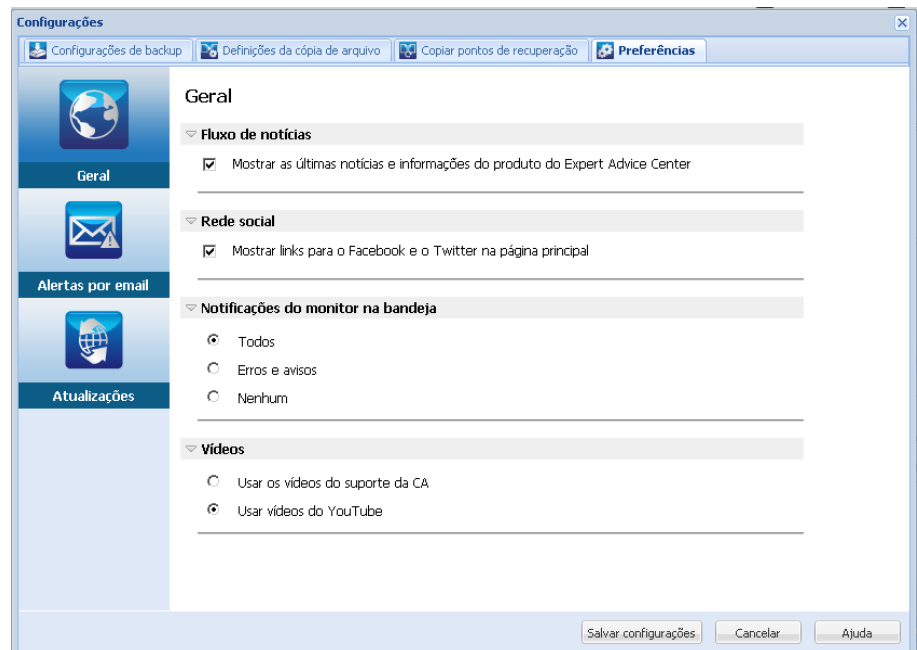 Configurações
Configurações de backup
Definições da cópia de arquivo
Copiar pontos de recuperação
Preferências
Geral
Alertas por email
Atualizações
Geral
Fluxo de notícias
Mostrar as últimas notícias e informações do produto do Expert Advice Center
Rede social
Mostrar links para o Facebook e o Twitter na página principal
Notificações do monitor na bandeja
Todos
Erros e avisos
Nenhum
Vídeos
Usar os vídeos do suporte da CA
Usar vídeos do YouTube
Salvar configurações
Cancelar
Ajuda